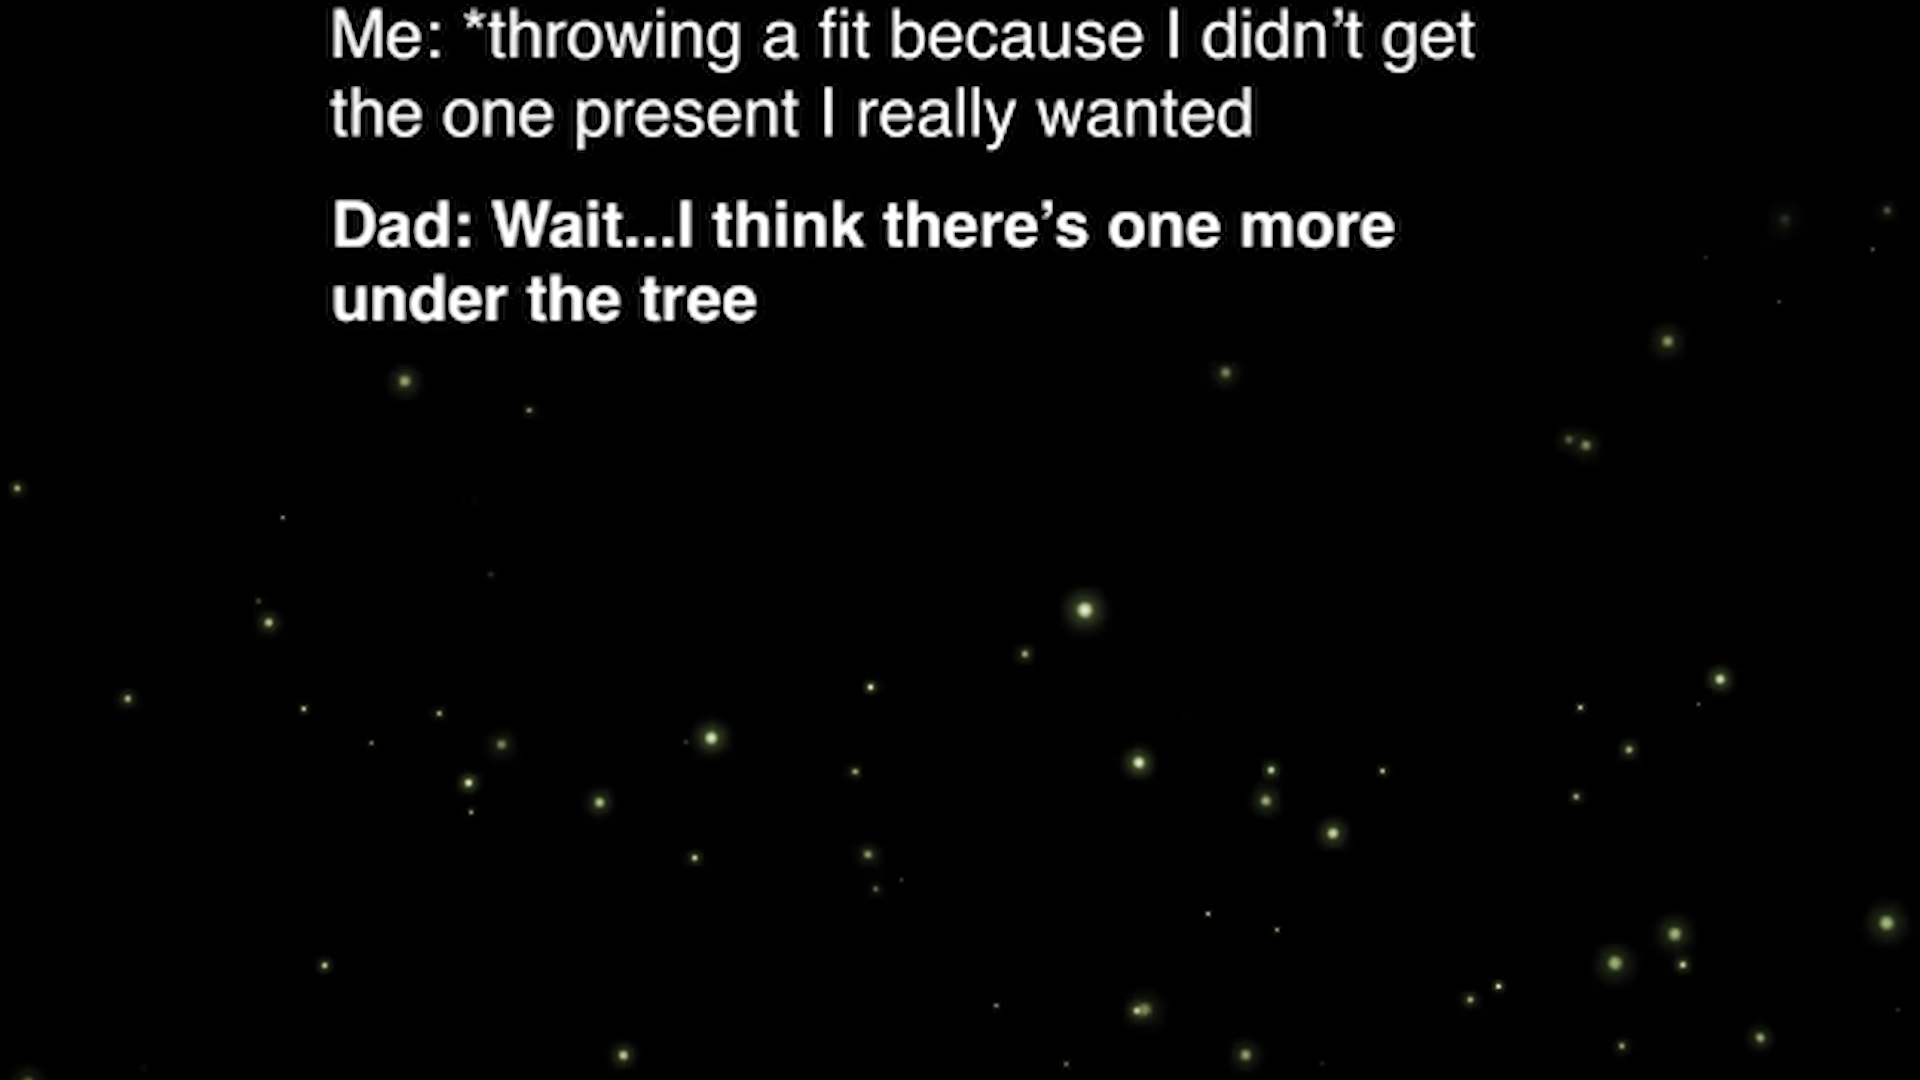 Me: *throwing a fit because I didn’t get
the one present I really wanted
Dad: Wait...I think there’s one more
under the tree